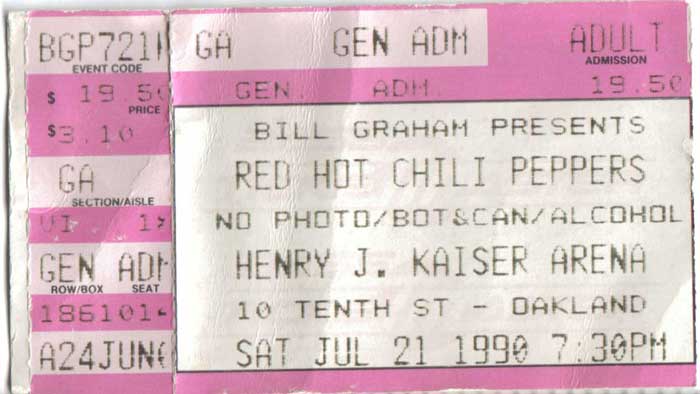 BGP721
EVENT CODE
$ 19.50
PRICE
$3.10
GA
SECTION/AISLE
VI 1X
GEN ADM
ROW/BOX SEAT
186101
A24JUN
GA GEN ADM ADULT
ADMISSION
GEN. ADM. 19.50
BILL GRAHAM PRESENTS
RED HOT CHILI PEPPERS
NO PHOTO/BOT&CAN/ALCOHOL
HENRY J. KAISER ARENA
10 TENTH ST - OAKLAND
SAT JUL 21 1990 7:30PM